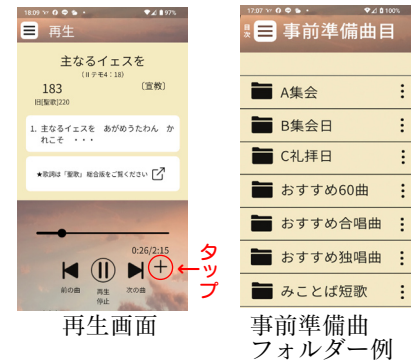 18:09
97%
再生
主なるイエスを
(Ⅱテモ4:18)
183
〔宣教〕
旧[聖歌]220
1. 主なるイエスを あがめうたわん か
れこそ ・・・
★歌詞は「聖歌」総合版をご覧ください
0:26/2:15
前の曲
再生
停止
次の曲
タップ
再生画面
17:07
100%
目次
事前準備曲目
A集会
B集会日
C礼拝日
おすすめ60曲
おすすめ合唱曲
おすすめ独唱曲
みことば短歌
事前準備曲
フォルダー例